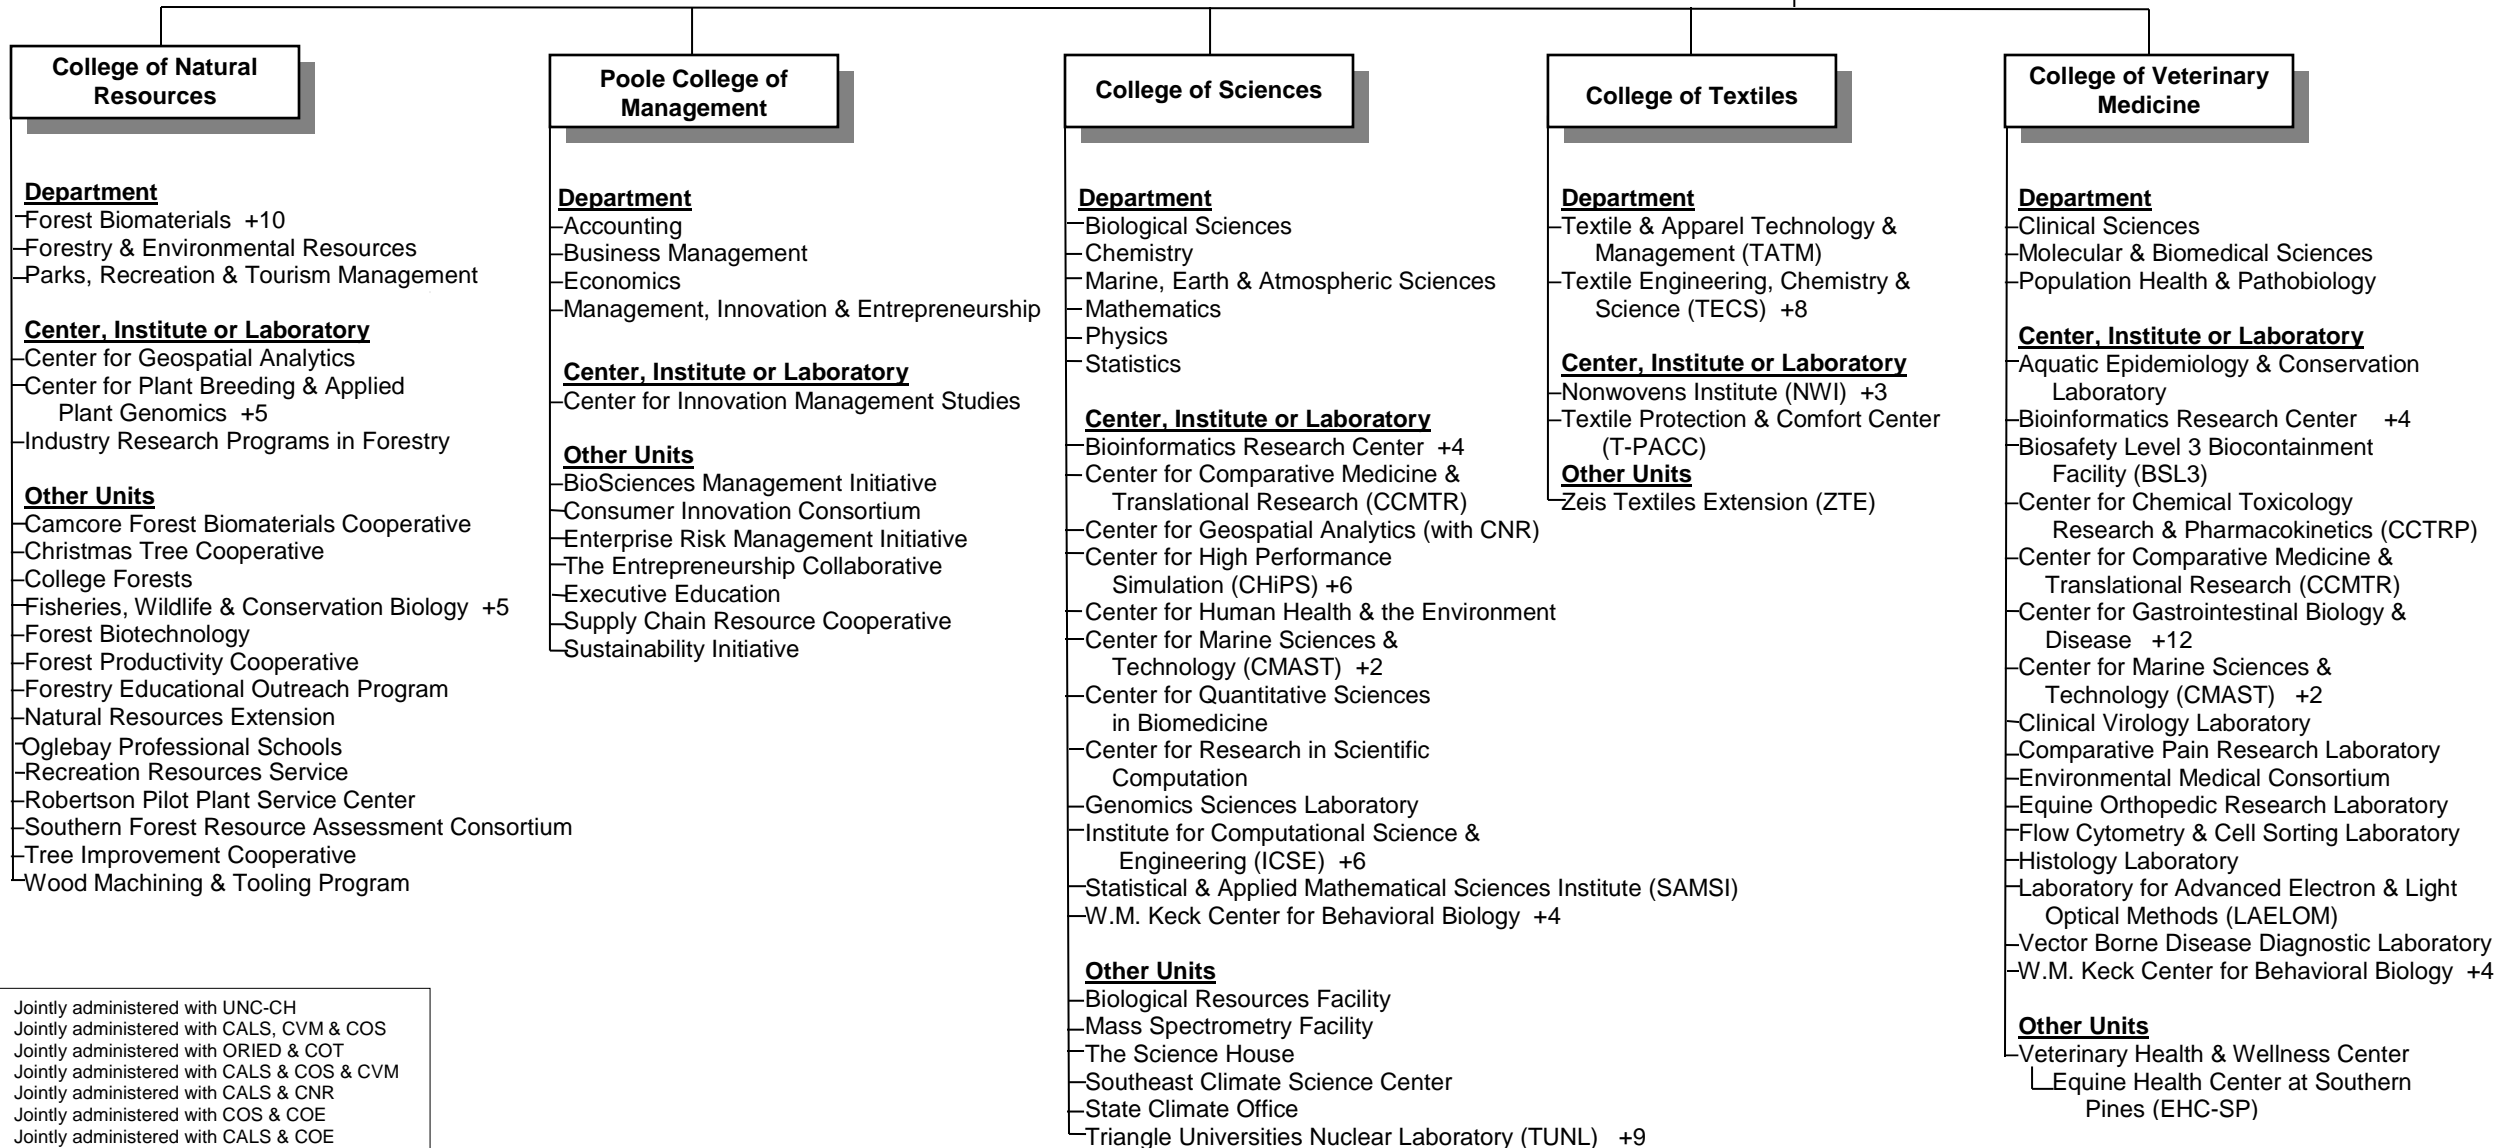 College of Natural
Resources
Department
Forest Biomaterials +10
Forestry & Environmental Resources
Parks, Recreation & Tourism Management
Center, Institute or Laboratory
Center for Geospatial Analytics
Center for Plant Breeding & Applied
Plant Genomics +5
Industry Research Programs in Forestry
Other Units
Camcore Forest Biomaterials Cooperative
Christmas Tree Cooperative
College Forests
Fisheries, Wildlife & Conservation Biology +5
Forest Biotechnology
Forest Productivity Cooperative
Forestry Educational Outreach Program
Natural Resources Extension
Oglebay Professional Schools
Recreation Resources Service
Robertson Pilot Plant Service Center
Southern Forest Resource Assessment Consortium
Tree Improvement Cooperative
Wood Machining & Tooling Program
Jointly administered with UNC-CH
Jointly administered with CALS, CVM & COS
Jointly administered with ORIED & COT
Jointly administered with CALS & COS & CVM
Jointly administered with CALS & CNR
Jointly administered with COS & COE
Jointly administered with CALS & COE
Poole College of
Management
Department
Accounting
Business Management
Economics
Management, Innovation & Entrepreneurship
Center, Institute or Laboratory
Center for Innovation Management Studies
Other Units
BioSciences Management Initiative
Consumer Innovation Consortium
Enterprise Risk Management Initiative
The Entrepreneurship Collaborative
Executive Education
Supply Chain Resource Cooperative
Sustainability Initiative
College of Sciences
Department
Biological Sciences
Chemistry
Marine, Earth & Atmospheric Sciences
Mathematics
Physics
Statistics
Center, Institute or Laboratory
Bioinformatics Research Center +4
Center for Comparative Medicine &
Translational Research (CCMTR)
Center for Geospatial Analytics (with CNR)
Center for High Performance
Simulation (CHiPS) +6
Center for Human Health & the Environment
Center for Marine Sciences &
Technology (CMAST) +2
Center for Quantitative Sciences
in Biomedicine
Center for Research in Scientific
Computation
Genomics Sciences Laboratory
Institute for Computational Science &
Engineering (ICSE) +6
Statistical & Applied Mathematical Sciences Institute (SAMSI)
W.M. Keck Center for Behavioral Biology +4
Other Units
Biological Resources Facility
Mass Spectrometry Facility
The Science House
Southeast Climate Science Center
State Climate Office
Triangle Universities Nuclear Laboratory (TUNL) +9
College of Textiles
Department
Textile & Apparel Technology &
Management (TATM)
Textile Engineering, Chemistry &
Science (TECS) +8
Center, Institute or Laboratory
Nonwovens Institute (NWI) +3
Textile Protection & Comfort Center
(T-PACC)
Other Units
Zeis Textiles Extension (ZTE)
College of Veterinary
Medicine
Department
Clinical Sciences
Molecular & Biomedical Sciences
Population Health & Pathobiology
Center, Institute or Laboratory
Aquatic Epidemiology & Conservation
Laboratory
Bioinformatics Research Center +4
Biosafety Level 3 Biocontainment
Facility (BSL3)
Center for Chemical Toxicology
Research & Pharmacokinetics (CCTRP)
Center for Comparative Medicine &
Translational Research (CCMTR)
Center for Gastrointestinal Biology &
Disease +12
Center for Marine Sciences &
Technology (CMAST) +2
Clinical Virology Laboratory
Comparative Pain Research Laboratory
Environmental Medical Consortium
Equine Orthopedic Research Laboratory
Flow Cytometry & Cell Sorting Laboratory
Histology Laboratory
Laboratory for Advanced Electron & Light
Optical Methods (LAELOM)
Vector Borne Disease Diagnostic Laboratory
W.M. Keck Center for Behavioral Biology +4
Other Units
Veterinary Health & Wellness Center
Equine Health Center at Southern
Pines (EHC-SP)